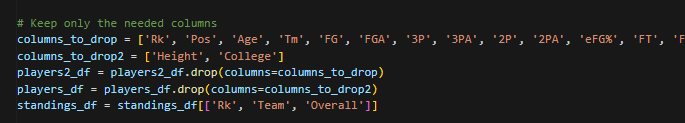 # Keep only the needed columns
columns_to_drop = ['Rk', 'Pos', 'Age', 'Tm', 'FG', 'FGA', '3P', '3PA', '2P', '2PA', 'eFG%', 'FT', 'F
columns_to_drop2 = ['Height', 'College']
players2_df = players2_df.drop(columns=columns_to_drop)
players_df = players_df.drop(columns=columns_to_drop2)
standings_df = standings_df[['Rk', 'Team', 'Overall']]